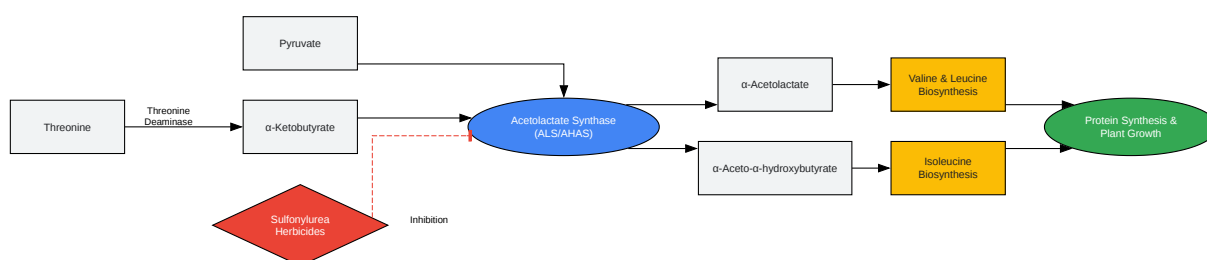 Pyruvate
Threonine
Threonine
Deaminase
α-Ketobutyrate
Acetolactate Synthase
(ALS/AHAS)
α-Acetolactate
Valine & Leucine
Biosynthesis
α-Aceto-α-hydroxybutyrate
Isoleucine
Biosynthesis
Protein Synthesis &
Plant Growth
Sulfonylurea
Herbicides
Inhibition